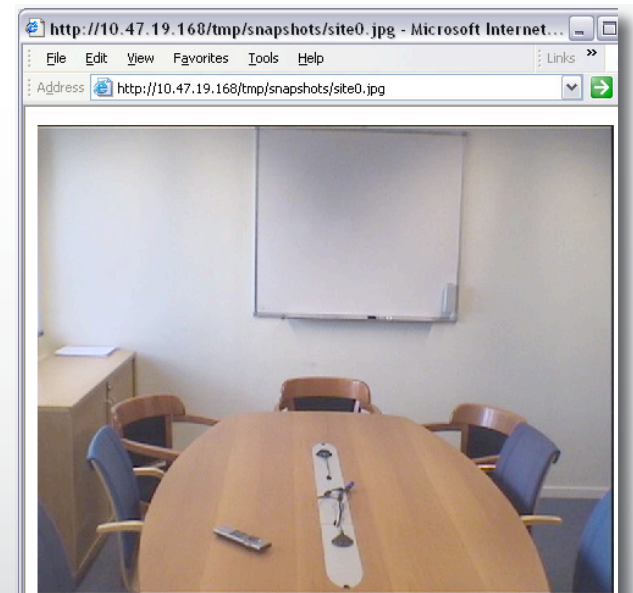 http://10.47.19.168/tmp/snapshots/site0.jpg - Microsoft Internet...
File Edit View Favorites Tools Help Links »
Address http://10.47.19.168/tmp/snapshots/site0.jpg